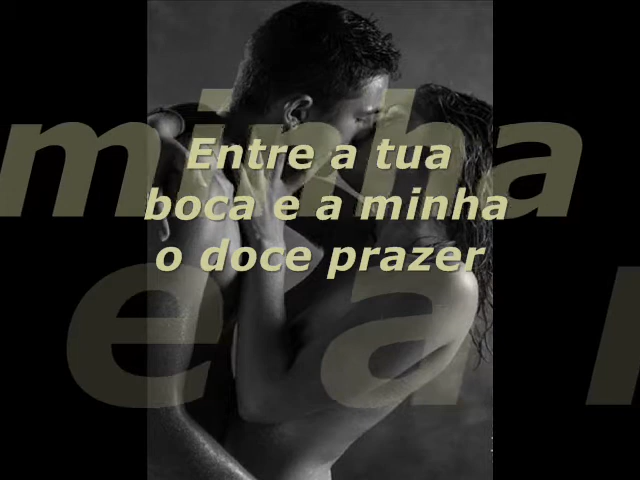 Entre a tua
boca e a minha
o doce prazer
minha
e a